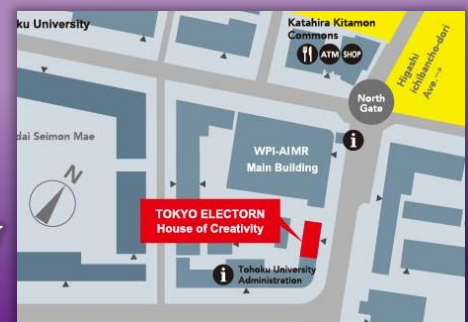 ku University
Katahira Kitamon
Commons
ATM SHOP
Higashi
ichibancho-dori
Ave.→
North
Gate
dai Seimon Mae
i
WPI-AIMR
Main Building
N
TOKYO ELECTORN
House of Creativity
i
Tohoku University
Administration